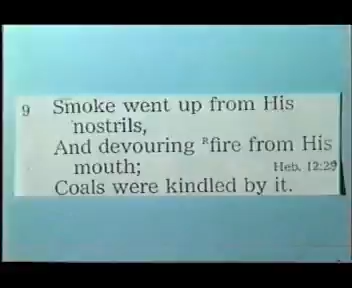 9 Smoke went up from His
nostrils,
And devouring ᴿfire from His
mouth; Heb. 12:29
Coals were kindled by it.